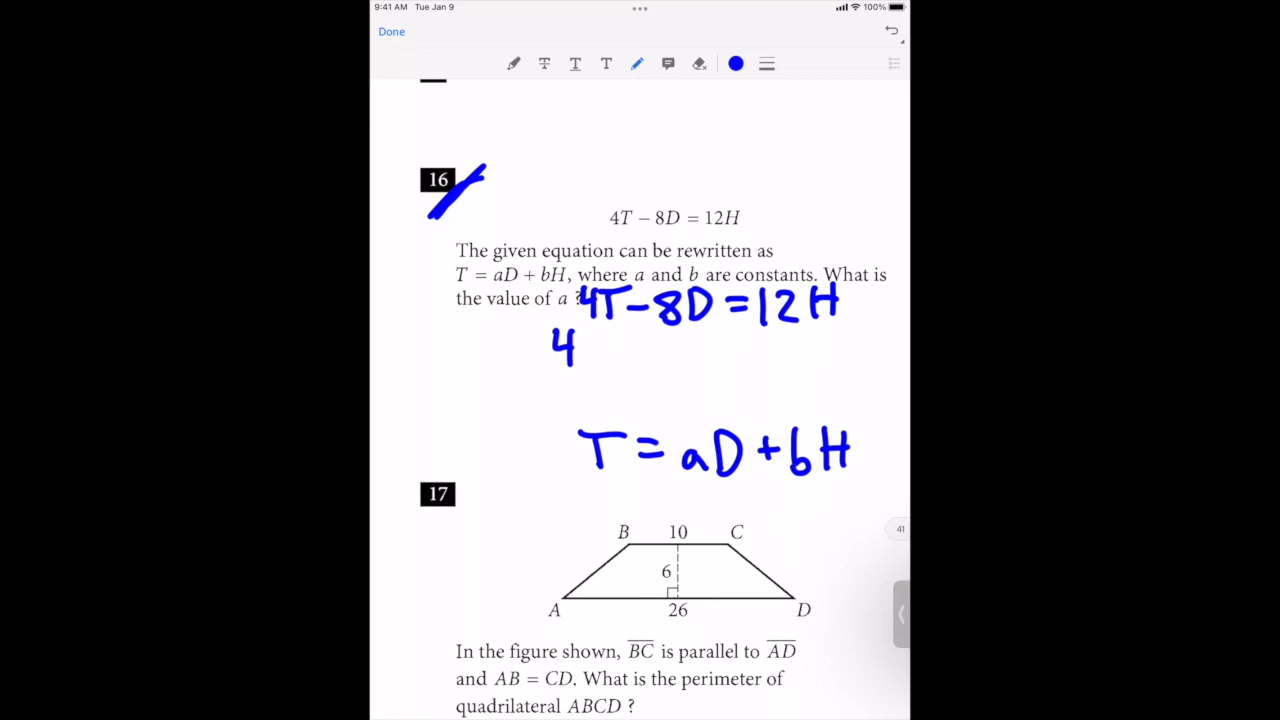 9:41 AM Tue Jan 9 100%
Done
T T T
16
4T − 8D = 12H
The given equation can be rewritten as
T = aD + bH, where a and b are constants. What is
the value of a ?
4T − 8D = 12H
4
T = aD + bH
17
B 10 C
6
A 26 D
41
In the figure shown, BC is parallel to AD
and AB = CD. What is the perimeter of
quadrilateral ABCD ?